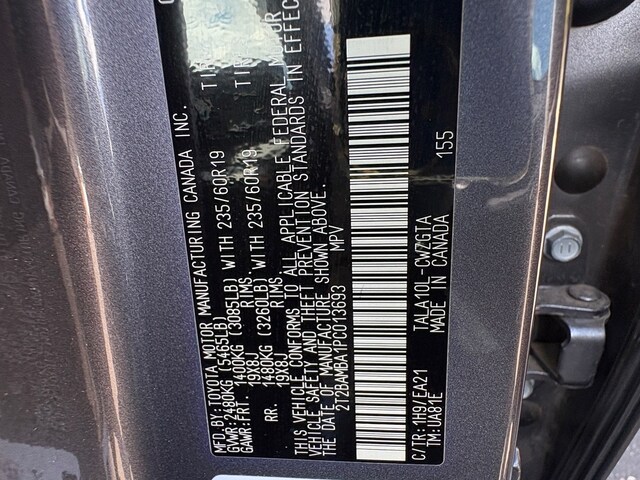 MFD.BY:TOYOTA MOTOR MANUFACTURING CANADA INC.
GVWR:2480KG (5465LB)
GAWR:FRT. 1400KG (3085LB) WITH 235/60R19
19X8J RIMS,
RR. 1480KG (3260LB) WITH 235/60R19
19X8J RIMS,
THIS VEHICLE CONFORMS TO ALL APPLICABLE FEDERAL MOTOR
VEHICLE SAFETY AND THEFT PREVENTION STANDARDS IN EFFEC
DATE OF MANUFACTURE SHOWN ABOVE.
2T2BAMBA1PC013693 MPV
155
C/TR:1H9/EA21 TALA10L-CWZGTA
TM:UA81E MADE IN CANADA